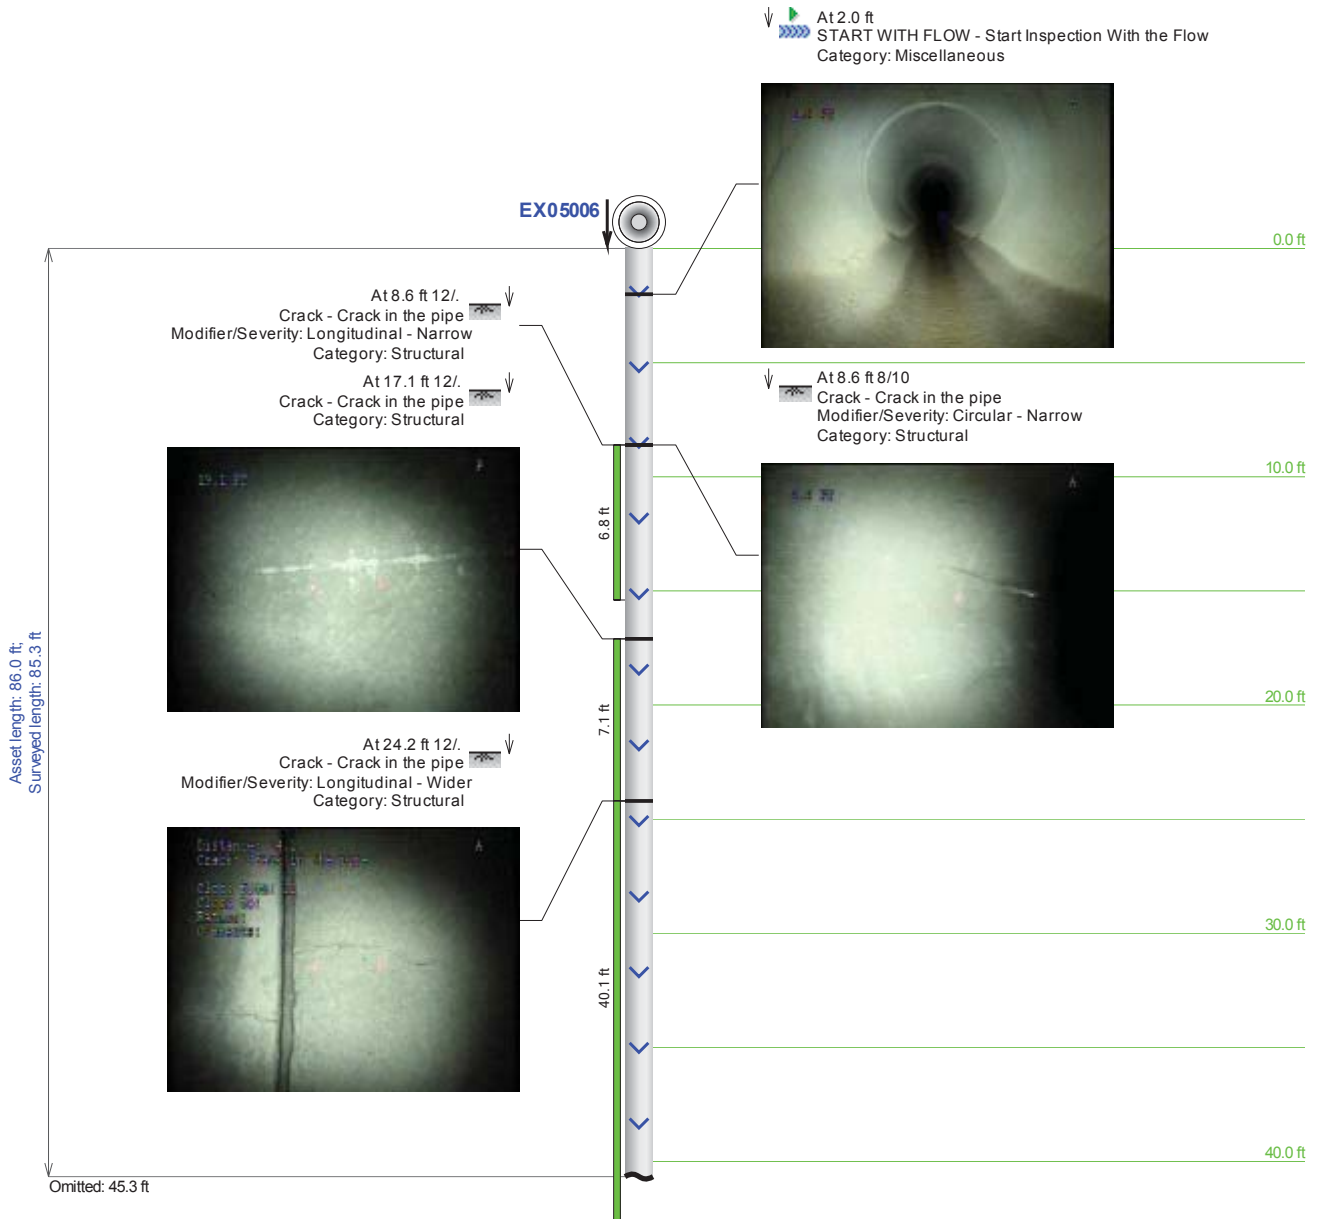 At 2.0 ft
START WITH FLOW - Start Inspection With the Flow
Category: Miscellaneous
EX05006
0.0 ft
At 8.6 ft 12/.
Crack - Crack in the pipe
Modifier/Severity: Longitudinal - Narrow
Category: Structural
At 17.1 ft 12/.
Crack - Crack in the pipe
Category: Structural
At 8.6 ft 8/10
Crack - Crack in the pipe
Modifier/Severity: Circular - Narrow
Category: Structural
10.0 ft
6.8 ft
Asset length: 86.0 ft;
Surveyed length: 85.3 ft
20.0 ft
7.1 ft
At 24.2 ft 12/.
Crack - Crack in the pipe
Modifier/Severity: Longitudinal - Wider
Category: Structural
A
A
30.0 ft
40.1 ft
40.0 ft
Omitted: 45.3 ft